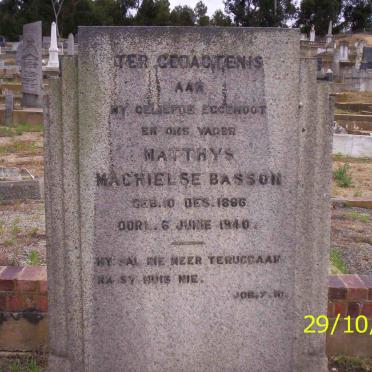 TER GEDAGTENIS
AAN
MY GELIEFDE EGGENOOT
EN ONS VADER
MATTHYS
MACHIELSE BASSON
GEB. 10 DES. 1896
OORL. 6 JUNIE 1940.
HY SAL NIE MEER TERUGGAAN
NA SY HUIS NIE.
JOB. 7. 10.
29/10/